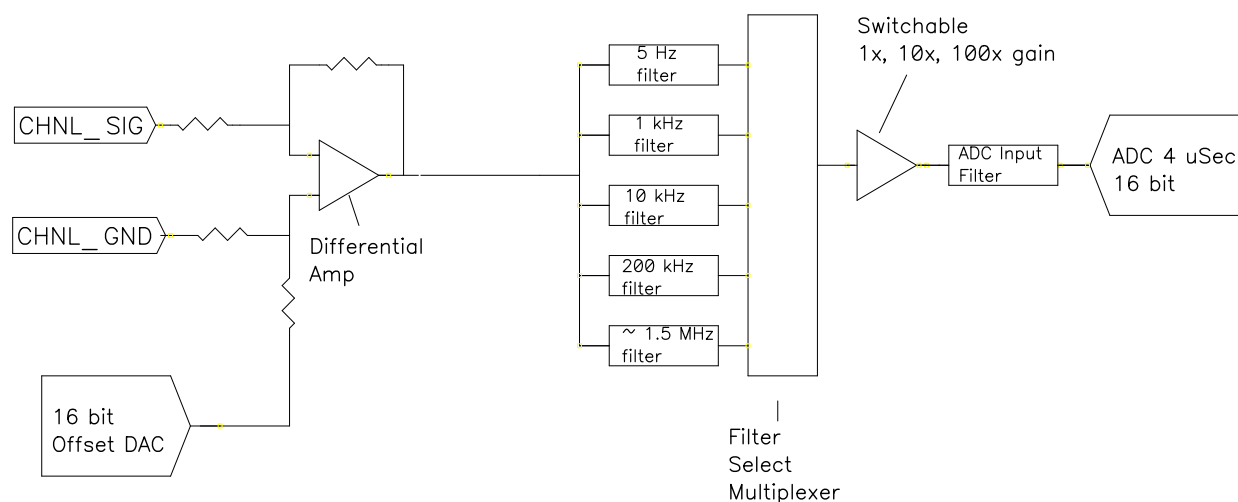 CHNL_SIG
CHNL_GND
16 bit
Offset DAC
Differential
Amp
5 Hz
filter
1 kHz
filter
10 kHz
filter
200 kHz
filter
~ 1.5 MHz
filter
Filter
Select
Multiplexer
Switchable
1x, 10x, 100x gain
ADC Input
Filter
ADC 4 uSec
16 bit